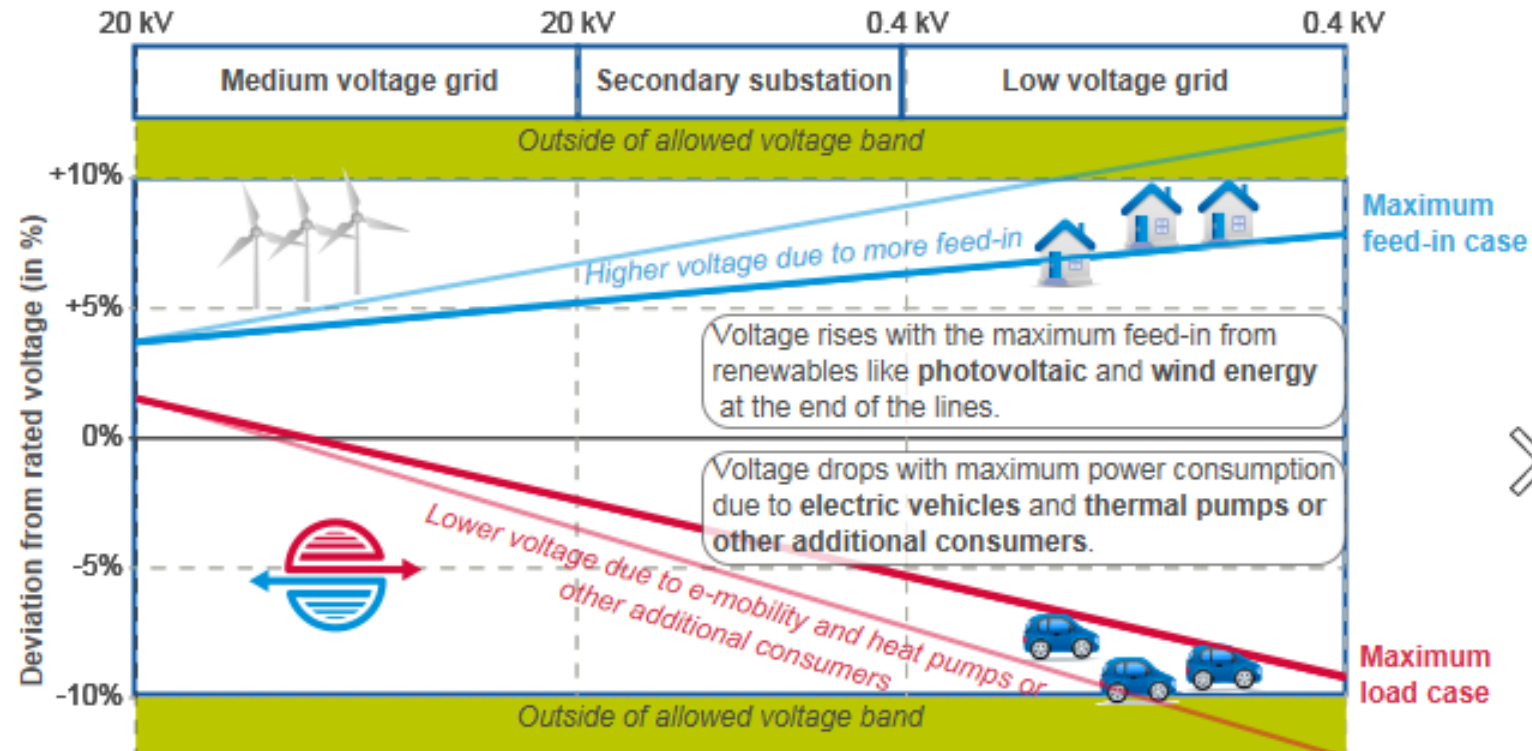 20 kV
20 kV
0.4 kV
0.4 kV
Medium voltage grid
Secondary substation
Low voltage grid
Outside of allowed voltage band
+10%
Maximum
feed-in case
Higher voltage due to more feed-in
+5%
Voltage rises with the maximum feed-in from
renewables like photovoltaic and wind energy
at the end of the lines.
0%
Voltage drops with maximum power consumption
due to electric vehicles and thermal pumps or
other additional consumers.
Lower voltage due to e-mobility and heat pumps or
other additional consumers
-5%
Maximum
load case
-10%
Outside of allowed voltage band
Deviation from rated voltage (in %)